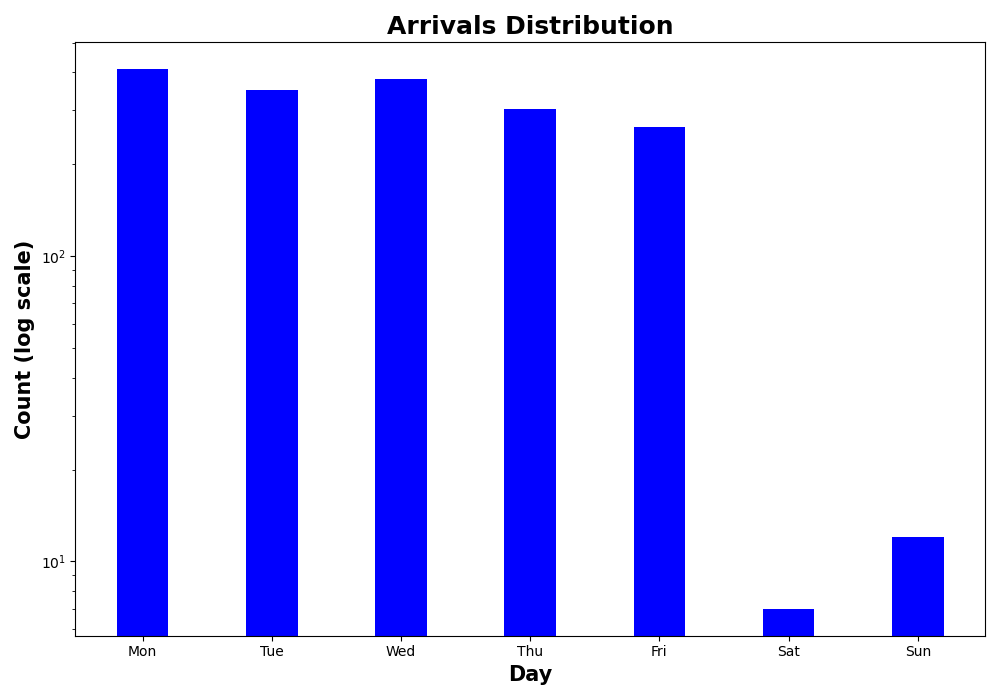 Arrivals Distribution
Count (log scale)
10²
10¹
Mon Tue Wed Thu Fri Sat Sun
Day